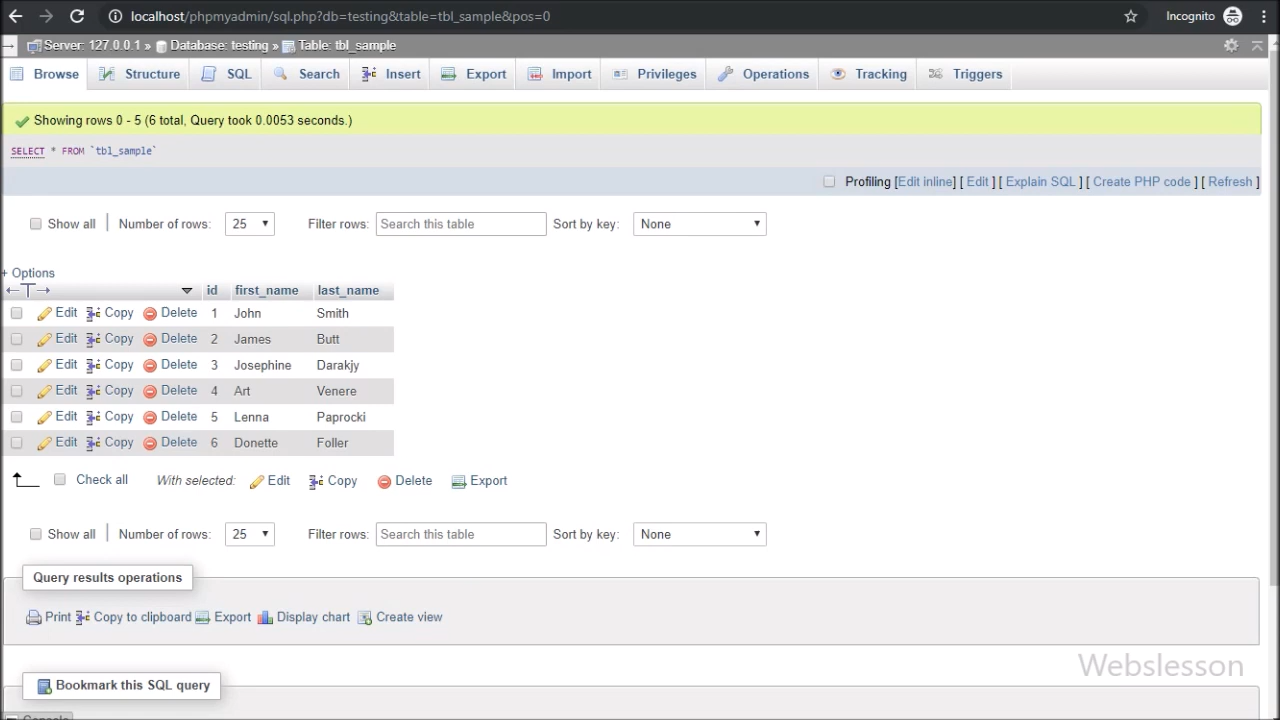 localhost/phpmyadmin/sql.php?db=testing&table=tbl_sample&pos=0 Incognito
Server: 127.0.0.1 » Database: testing » Table: tbl_sample
Browse Structure SQL Search Insert Export Import Privileges Operations Tracking Triggers
Showing rows 0 - 5 (6 total, Query took 0.0053 seconds.)
SELECT * FROM `tbl_sample`
Profiling [Edit inline] [ Edit ] [ Explain SQL ] [ Create PHP code ] [ Refresh ]
Show all | Number of rows: 25 Filter rows: Search this table Sort by key: None
+ Options
id first_name last_name
Edit Copy Delete 1 John Smith
Edit Copy Delete 2 James Butt
Edit Copy Delete 3 Josephine Darakjy
Edit Copy Delete 4 Art Venere
Edit Copy Delete 5 Lenna Paprocki
Edit Copy Delete 6 Donette Foller
Check all With selected: Edit Copy Delete Export
Show all | Number of rows: 25 Filter rows: Search this table Sort by key: None
Query results operations
Print Copy to clipboard Export Display chart Create view
Webslesson
Bookmark this SQL query
Console